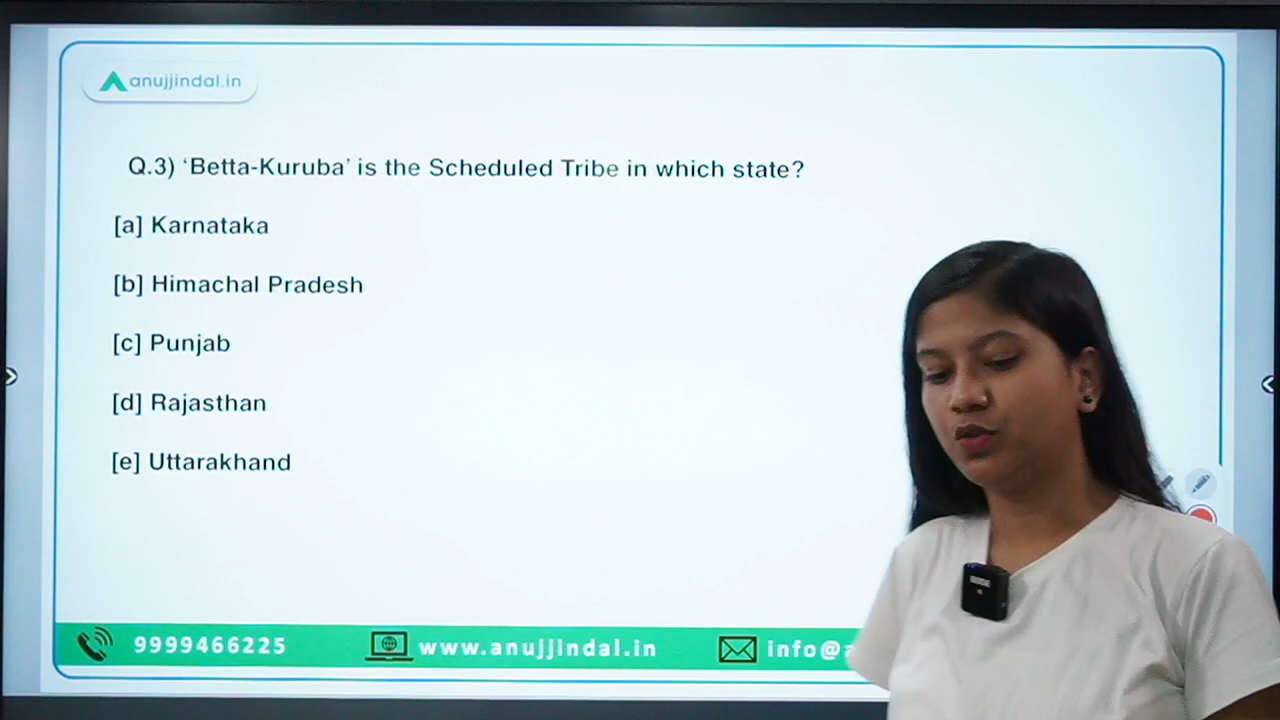 anujjindal.in
Q.3) ‘Betta-Kuruba’ is the Scheduled Tribe in which state?
[a] Karnataka
[b] Himachal Pradesh
[c] Punjab
[d] Rajasthan
[e] Uttarakhand
9999466225 www.anujjindal.in info@a